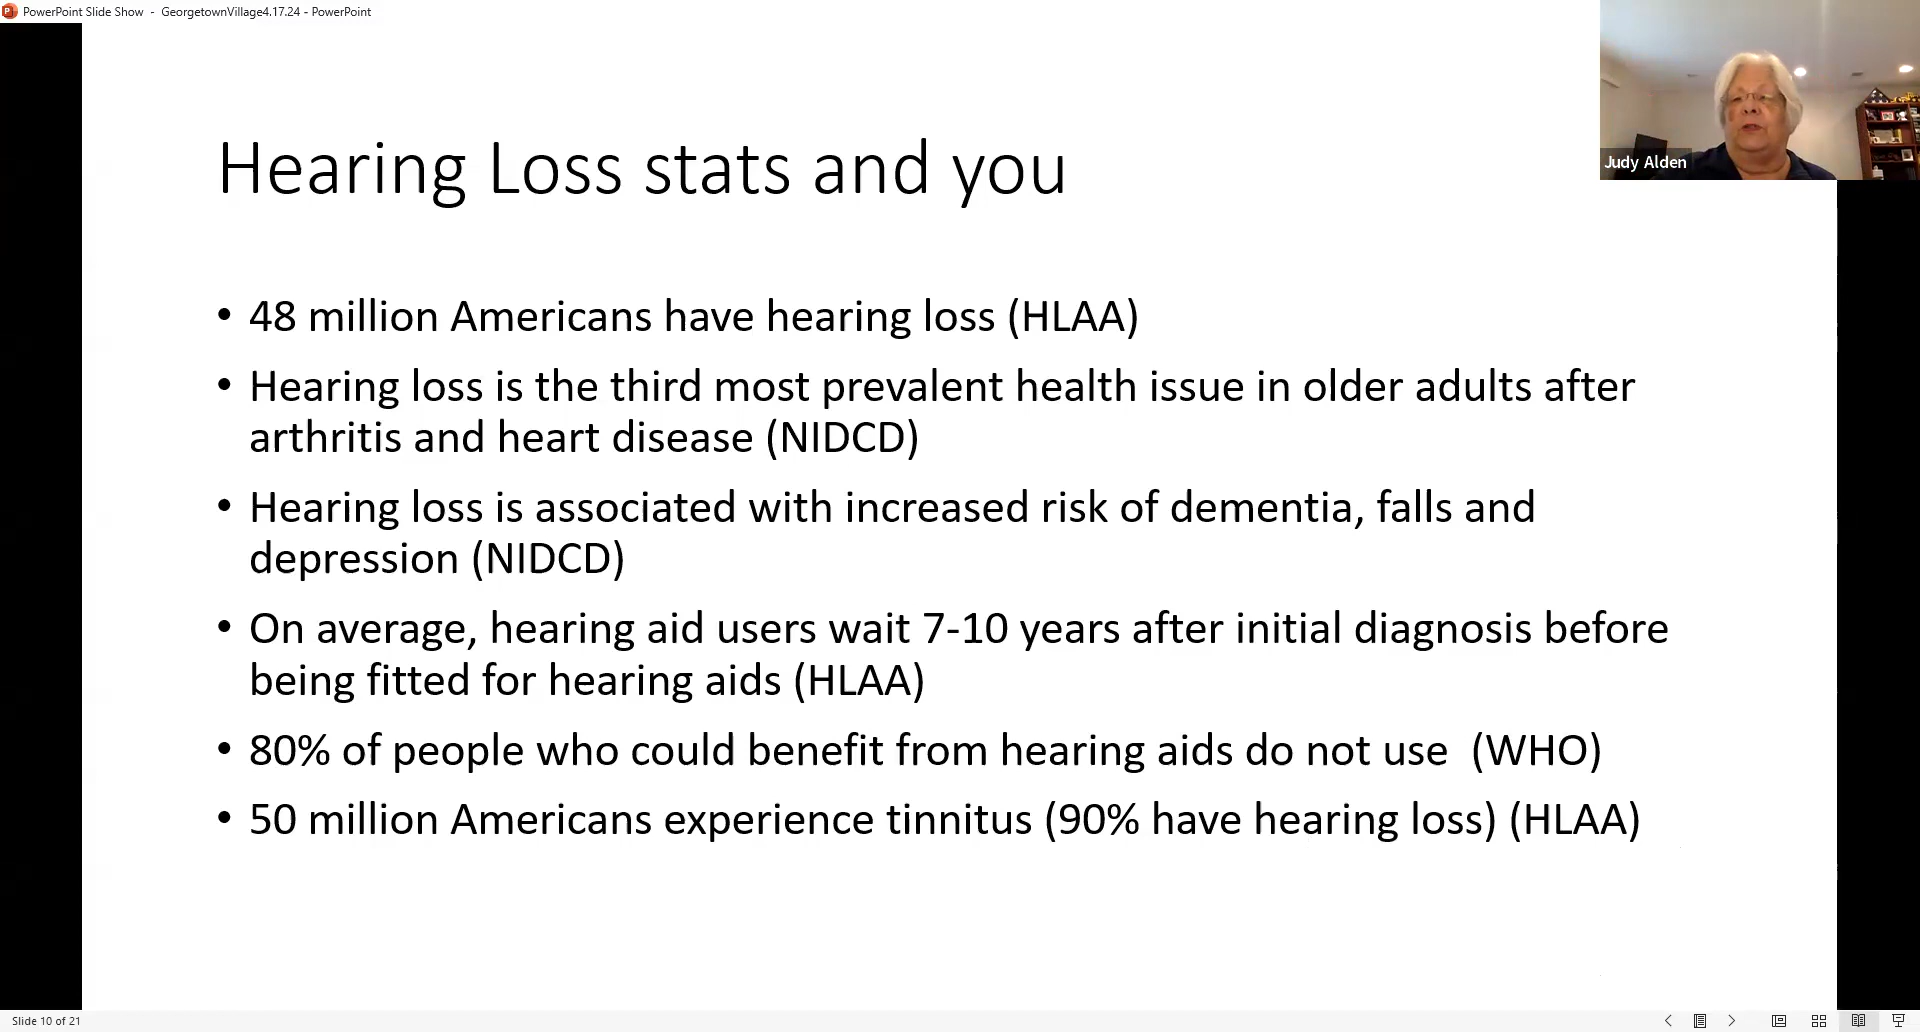 PowerPoint Slide Show - GeorgetownVillage4.17.24 - PowerPoint
Judy Alden
Hearing Loss stats and you
• 48 million Americans have hearing loss (HLAA)
• Hearing loss is the third most prevalent health issue in older adults after
arthritis and heart disease (NIDCD)
• Hearing loss is associated with increased risk of dementia, falls and
depression (NIDCD)
• On average, hearing aid users wait 7-10 years after initial diagnosis before
being fitted for hearing aids (HLAA)
• 80% of people who could benefit from hearing aids do not use (WHO)
• 50 million Americans experience tinnitus (90% have hearing loss) (HLAA)
Slide 10 of 21